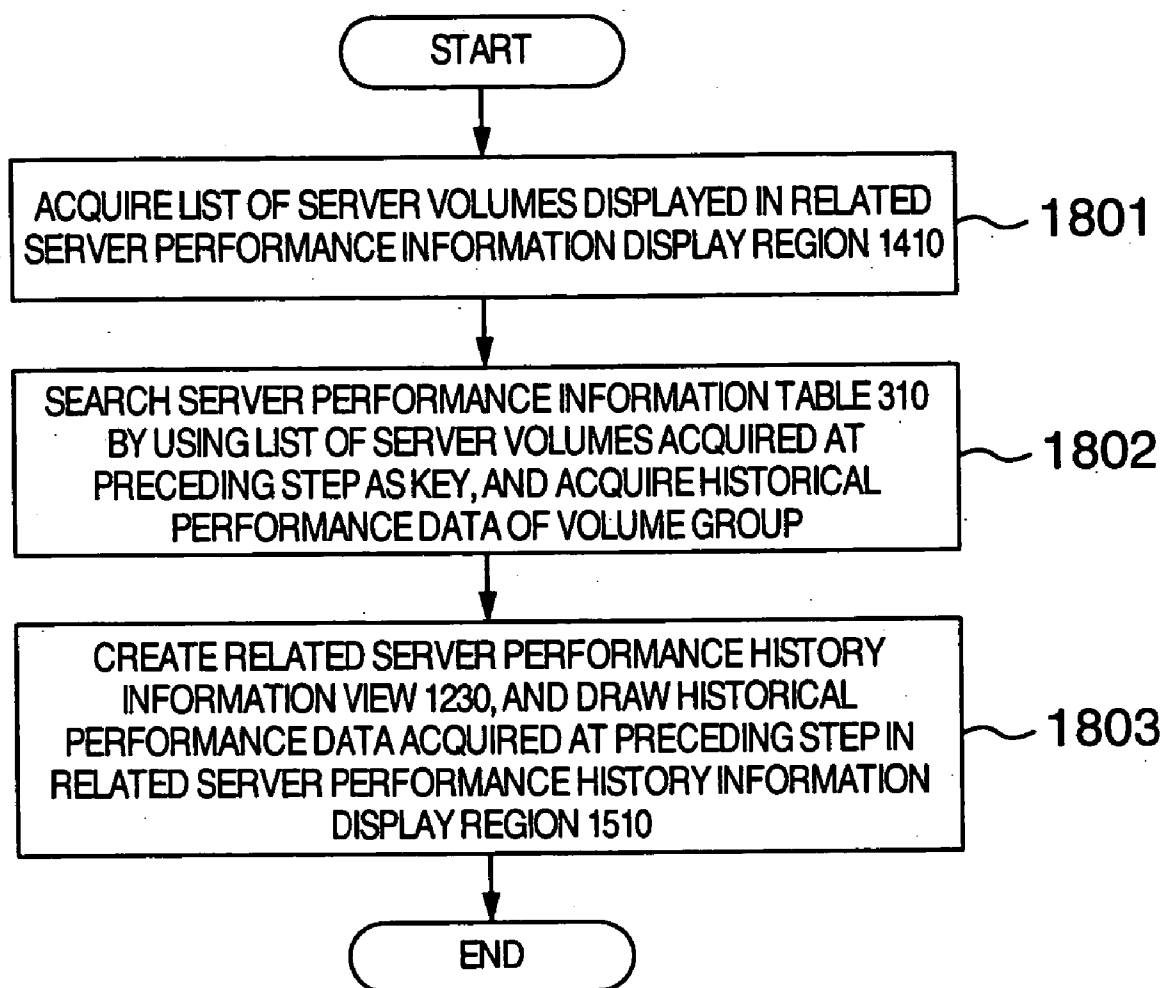 START
ACQUIRE LIST OF SERVER VOLUMES DISPLAYED IN RELATED
SERVER PERFORMANCE INFORMATION DISPLAY REGION 1410
1801
SEARCH SERVER PERFORMANCE INFORMATION TABLE 310
BY USING LIST OF SERVER VOLUMES ACQUIRED AT
PRECEDING STEP AS KEY, AND ACQUIRE HISTORICAL
PERFORMANCE DATA OF VOLUME GROUP
1802
CREATE RELATED SERVER PERFORMANCE HISTORY
INFORMATION VIEW 1230, AND DRAW HISTORICAL
PERFORMANCE DATA ACQUIRED AT PRECEDING STEP IN
RELATED SERVER PERFORMANCE HISTORY INFORMATION
DISPLAY REGION 1510
1803
END